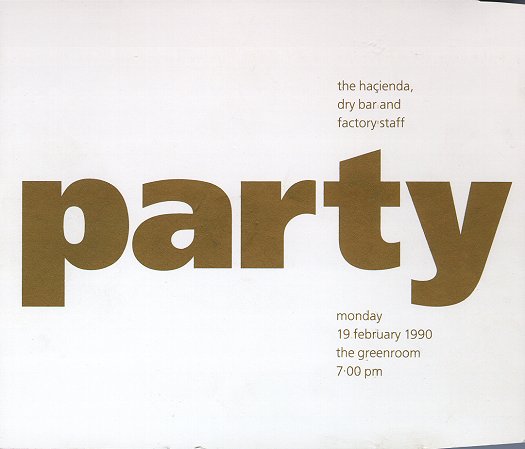 the haçienda,
dry bar and
factory staff
party
monday
19 february 1990
the greenroom
7·00 pm